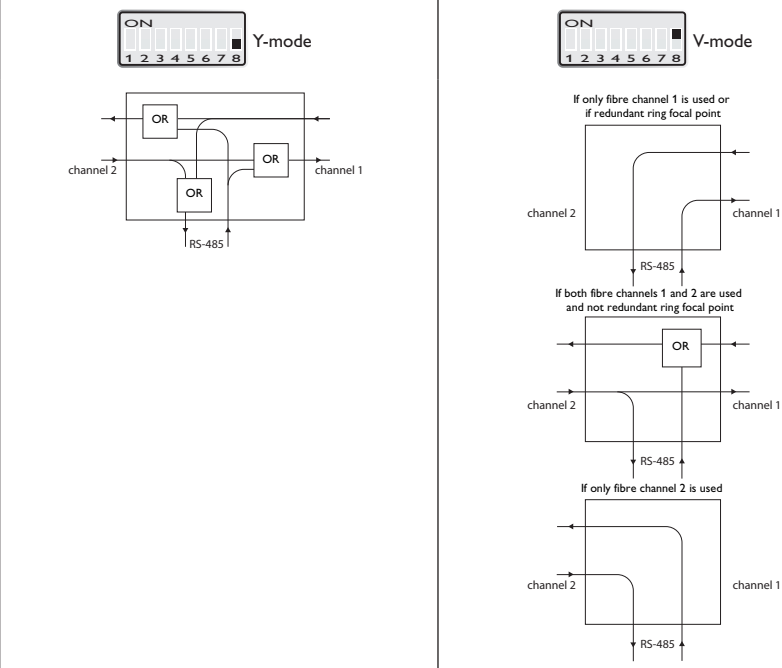 ON
1 2 3 4 5 6 7 8
Y-mode
OR
OR
OR
channel 2
channel 1
RS-485
ON
1 2 3 4 5 6 7 8
V-mode
If only fibre channel 1 is used or
if redundant ring focal point
channel 2
channel 1
RS-485
If both fibre channels 1 and 2 are used
and not redundant ring focal point
OR
channel 2
channel 1
RS-485
If only fibre channel 2 is used
channel 2
channel 1
RS-485